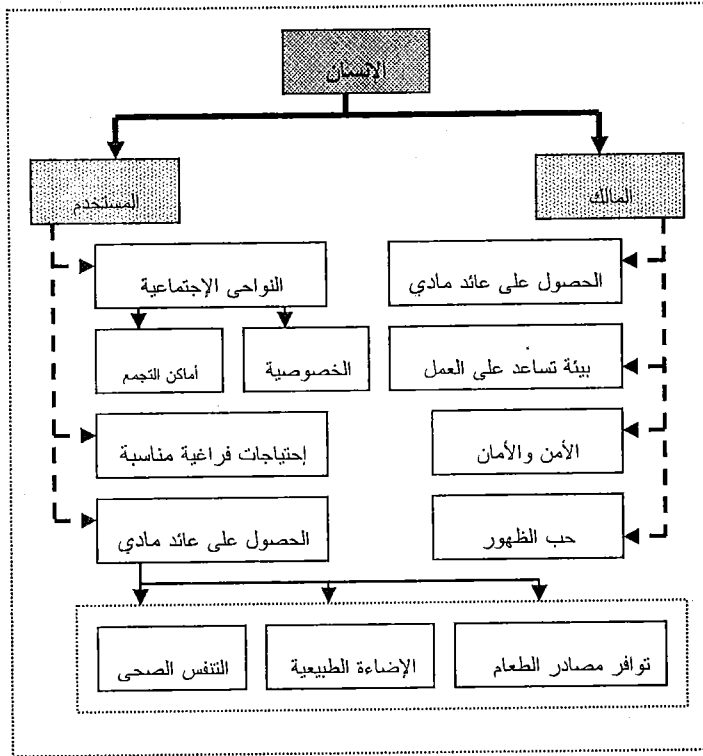 الإنسان
المالك
المستخدم
الحصول على عائد مادي
النواحى الإجتماعية
بيئة تساعد على العمل
الخصوصية
أماكن التجمع
الأمن والأمان
إحتياجات فراغية مناسبة
حب الظهور
الحصول على عائد مادي
توافر مصادر الطعام
الإضاءة الطبيعية
التنفس الصحى